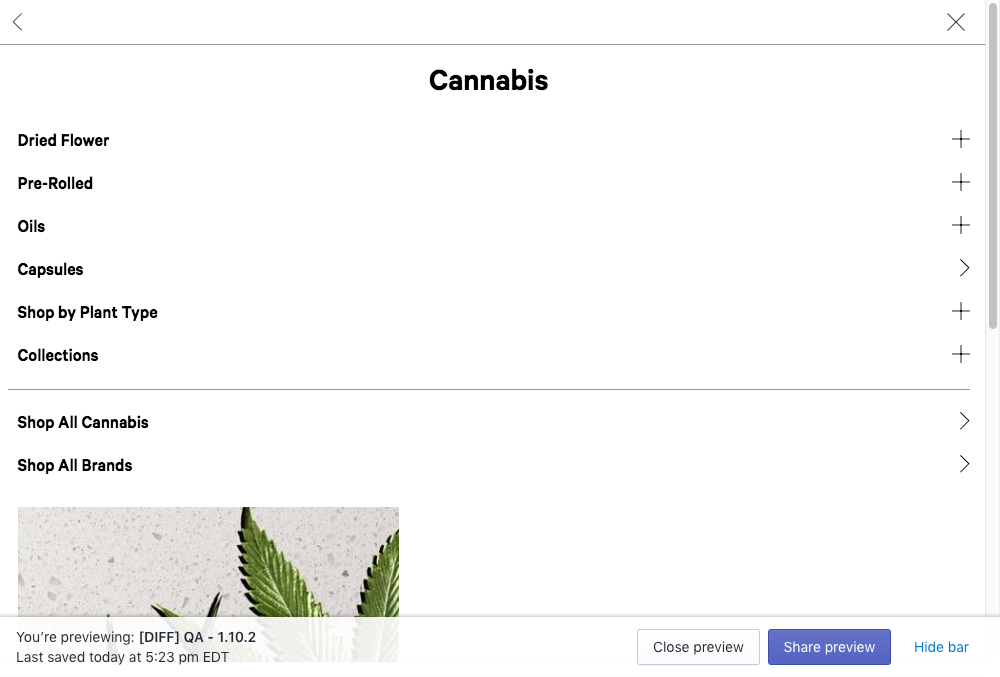 Cannabis
Dried Flower
Pre-Rolled
Oils
Capsules
Shop by Plant Type
Collections
Shop All Cannabis
Shop All Brands
You're previewing: [DIFF] QA - 1.10.2
Last saved today at 5:23 pm EDT
Close preview
Share preview
Hide bar